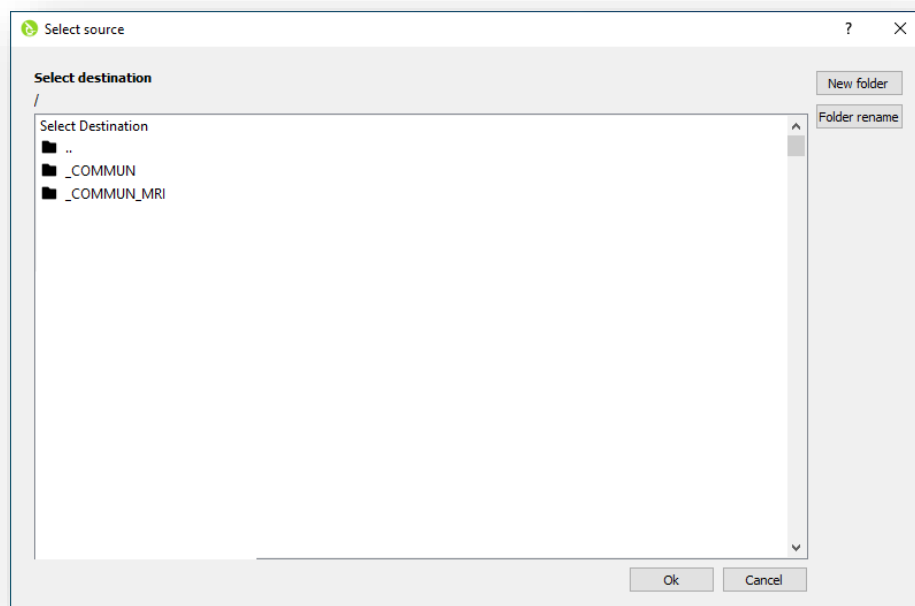 Select source
Select destination
/
New folder
Folder rename
Select Destination
..
_COMMUN
_COMMUN_MRI
Ok
Cancel